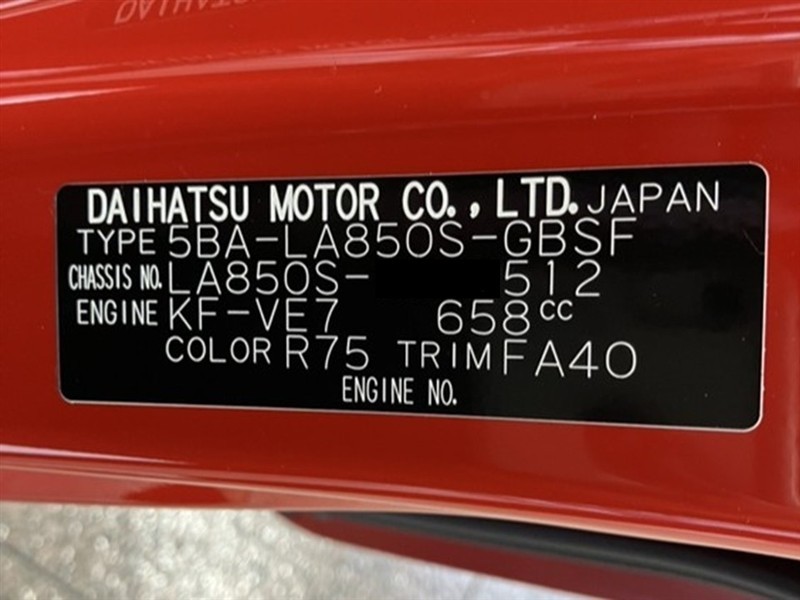 DAIHATSU MOTOR CO., LTD. JAPAN
TYPE 5BA-LA850S-GBSF
CHASSIS NO. LA850S- 512
ENGINE KF-VE7 658cc
COLOR R75 TRIM FA40
ENGINE NO.